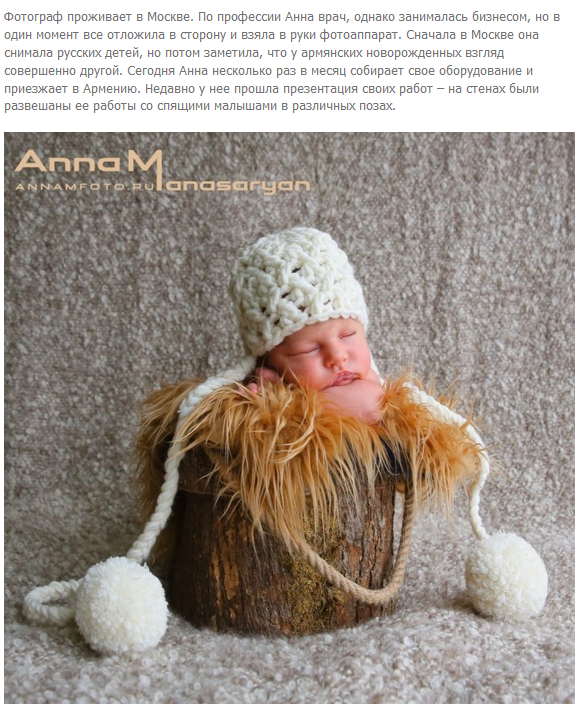 Фотограф проживает в Москве. По профессии Анна врач, однако занималась бизнесом, но в
один момент все отложила в сторону и взяла в руки фотоаппарат. Сначала в Москве она
снимала русских детей, но потом заметила, что у армянских новорожденных взгляд
совершенно другой. Сегодня Анна несколько раз в месяц собирает свое оборудование и
приезжает в Армению. Недавно у нее прошла презентация своих работ – на стенах были
развешаны ее работы со спящими малышами в различных позах.
Anna Manasaryan
ANNAMFOTO.RU